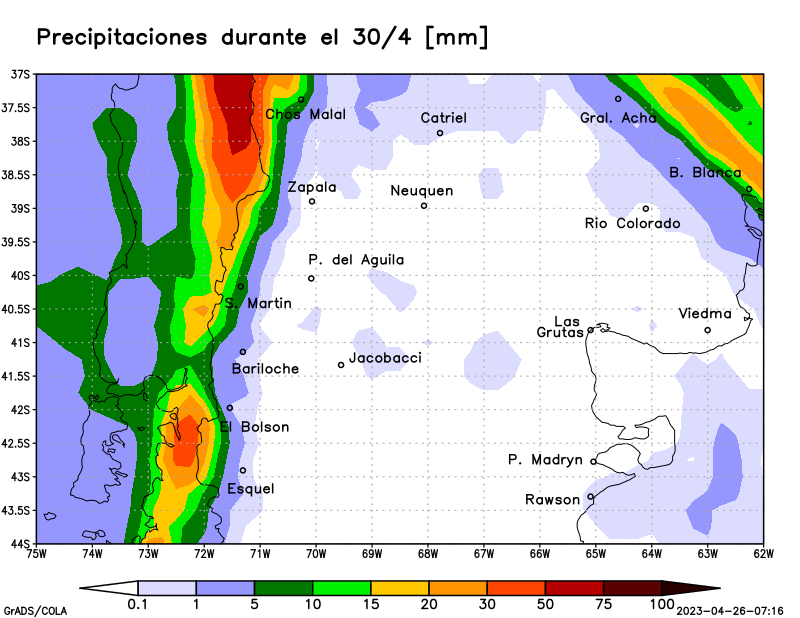 Precipitaciones durante el 30/4 [mm]
37S
37.5S
38S
38.5S
39S
39.5S
40S
40.5S
41S
41.5S
42S
42.5S
43S
43.5S
44S
Chos Malal
Catriel
Gral. Acha
B. Blanca
Zapala
Neuquen
Rio Colorado
P. del Aguila
S. Martin
Viedma
Las
Grutas
Jacobacci
Bariloche
El Bolson
P. Madryn
Esquel
Rawson
75W 74W 73W 72W 71W 70W 69W 68W 67W 66W 65W 64W 63W 62W
0.1 1 5 10 15 20 30 50 75 100
GrADS/COLA
2023-04-26-07:16